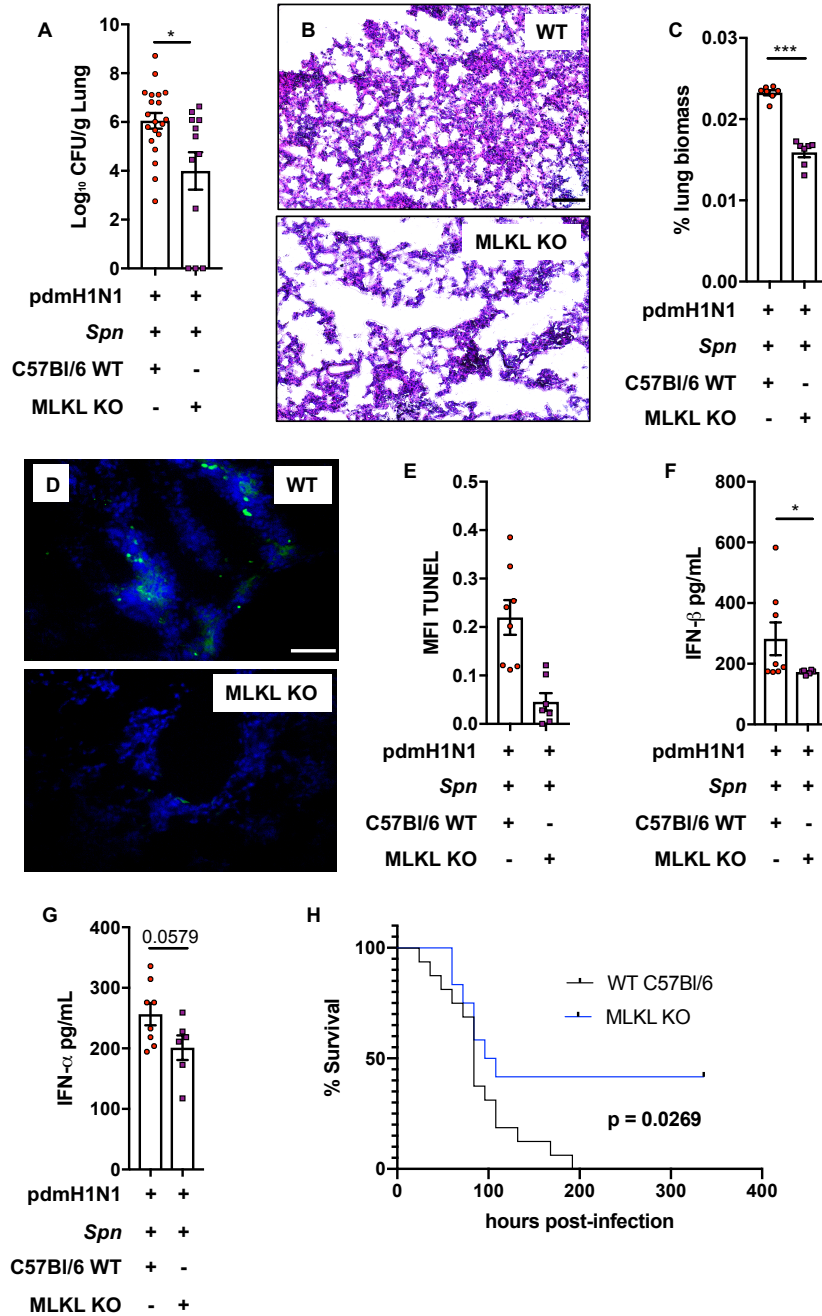 A
Log₁₀ CFU/g Lung
10
8
6
4
2
0
*
pdmH1N1 + +
Spn + +
C57Bl/6 WT + -
MLKL KO - +
B
WT
MLKL KO
C
% lung biomass
0.03
0.02
0.01
0.00
***
pdmH1N1 + +
Spn + +
C57Bl/6 WT + -
MLKL KO - +
D
WT
MLKL KO
E
MFI TUNEL
0.5
0.4
0.3
0.2
0.1
0.0
pdmH1N1 + +
Spn + +
C57Bl/6 WT + -
MLKL KO - +
F
IFN-β pg/mL
800
600
400
200
0
*
pdmH1N1 + +
Spn + +
C57Bl/6 WT + -
MLKL KO - +
G
IFN-α pg/mL
400
300
200
100
0
0.0579
pdmH1N1 + +
Spn + +
C57Bl/6 WT + -
MLKL KO - +
H
% Survival
100
50
0
WT C57Bl/6
MLKL KO
p = 0.0269
0 100 200 300 400
hours post-infection